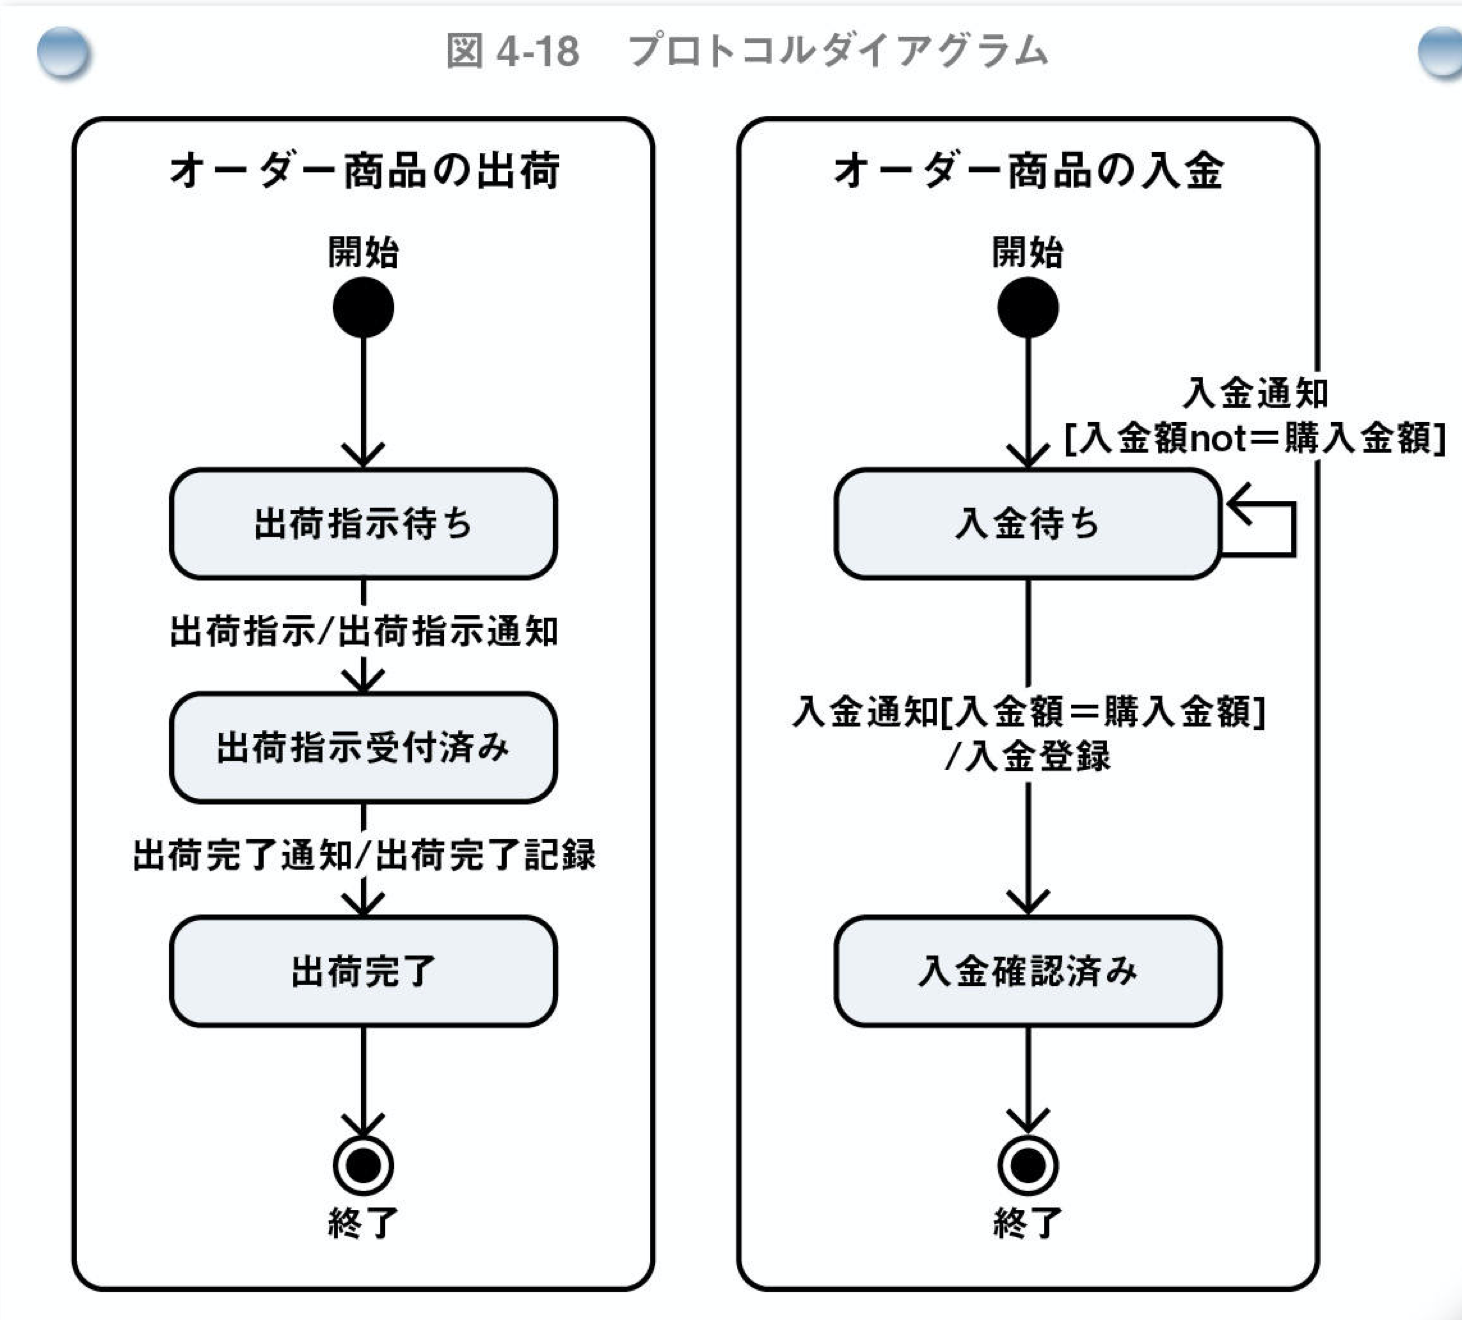 図 4-18 プロトコルダイアグラム
オーダー商品の出荷
開始
出荷指示待ち
出荷指示/出荷指示通知
出荷指示受付済み
出荷完了通知/出荷完了記録
出荷完了
終了
オーダー商品の入金
開始
入金通知
[入金額not＝購入金額]
入金待ち
入金通知[入金額＝購入金額]
/入金登録
入金確認済み
終了